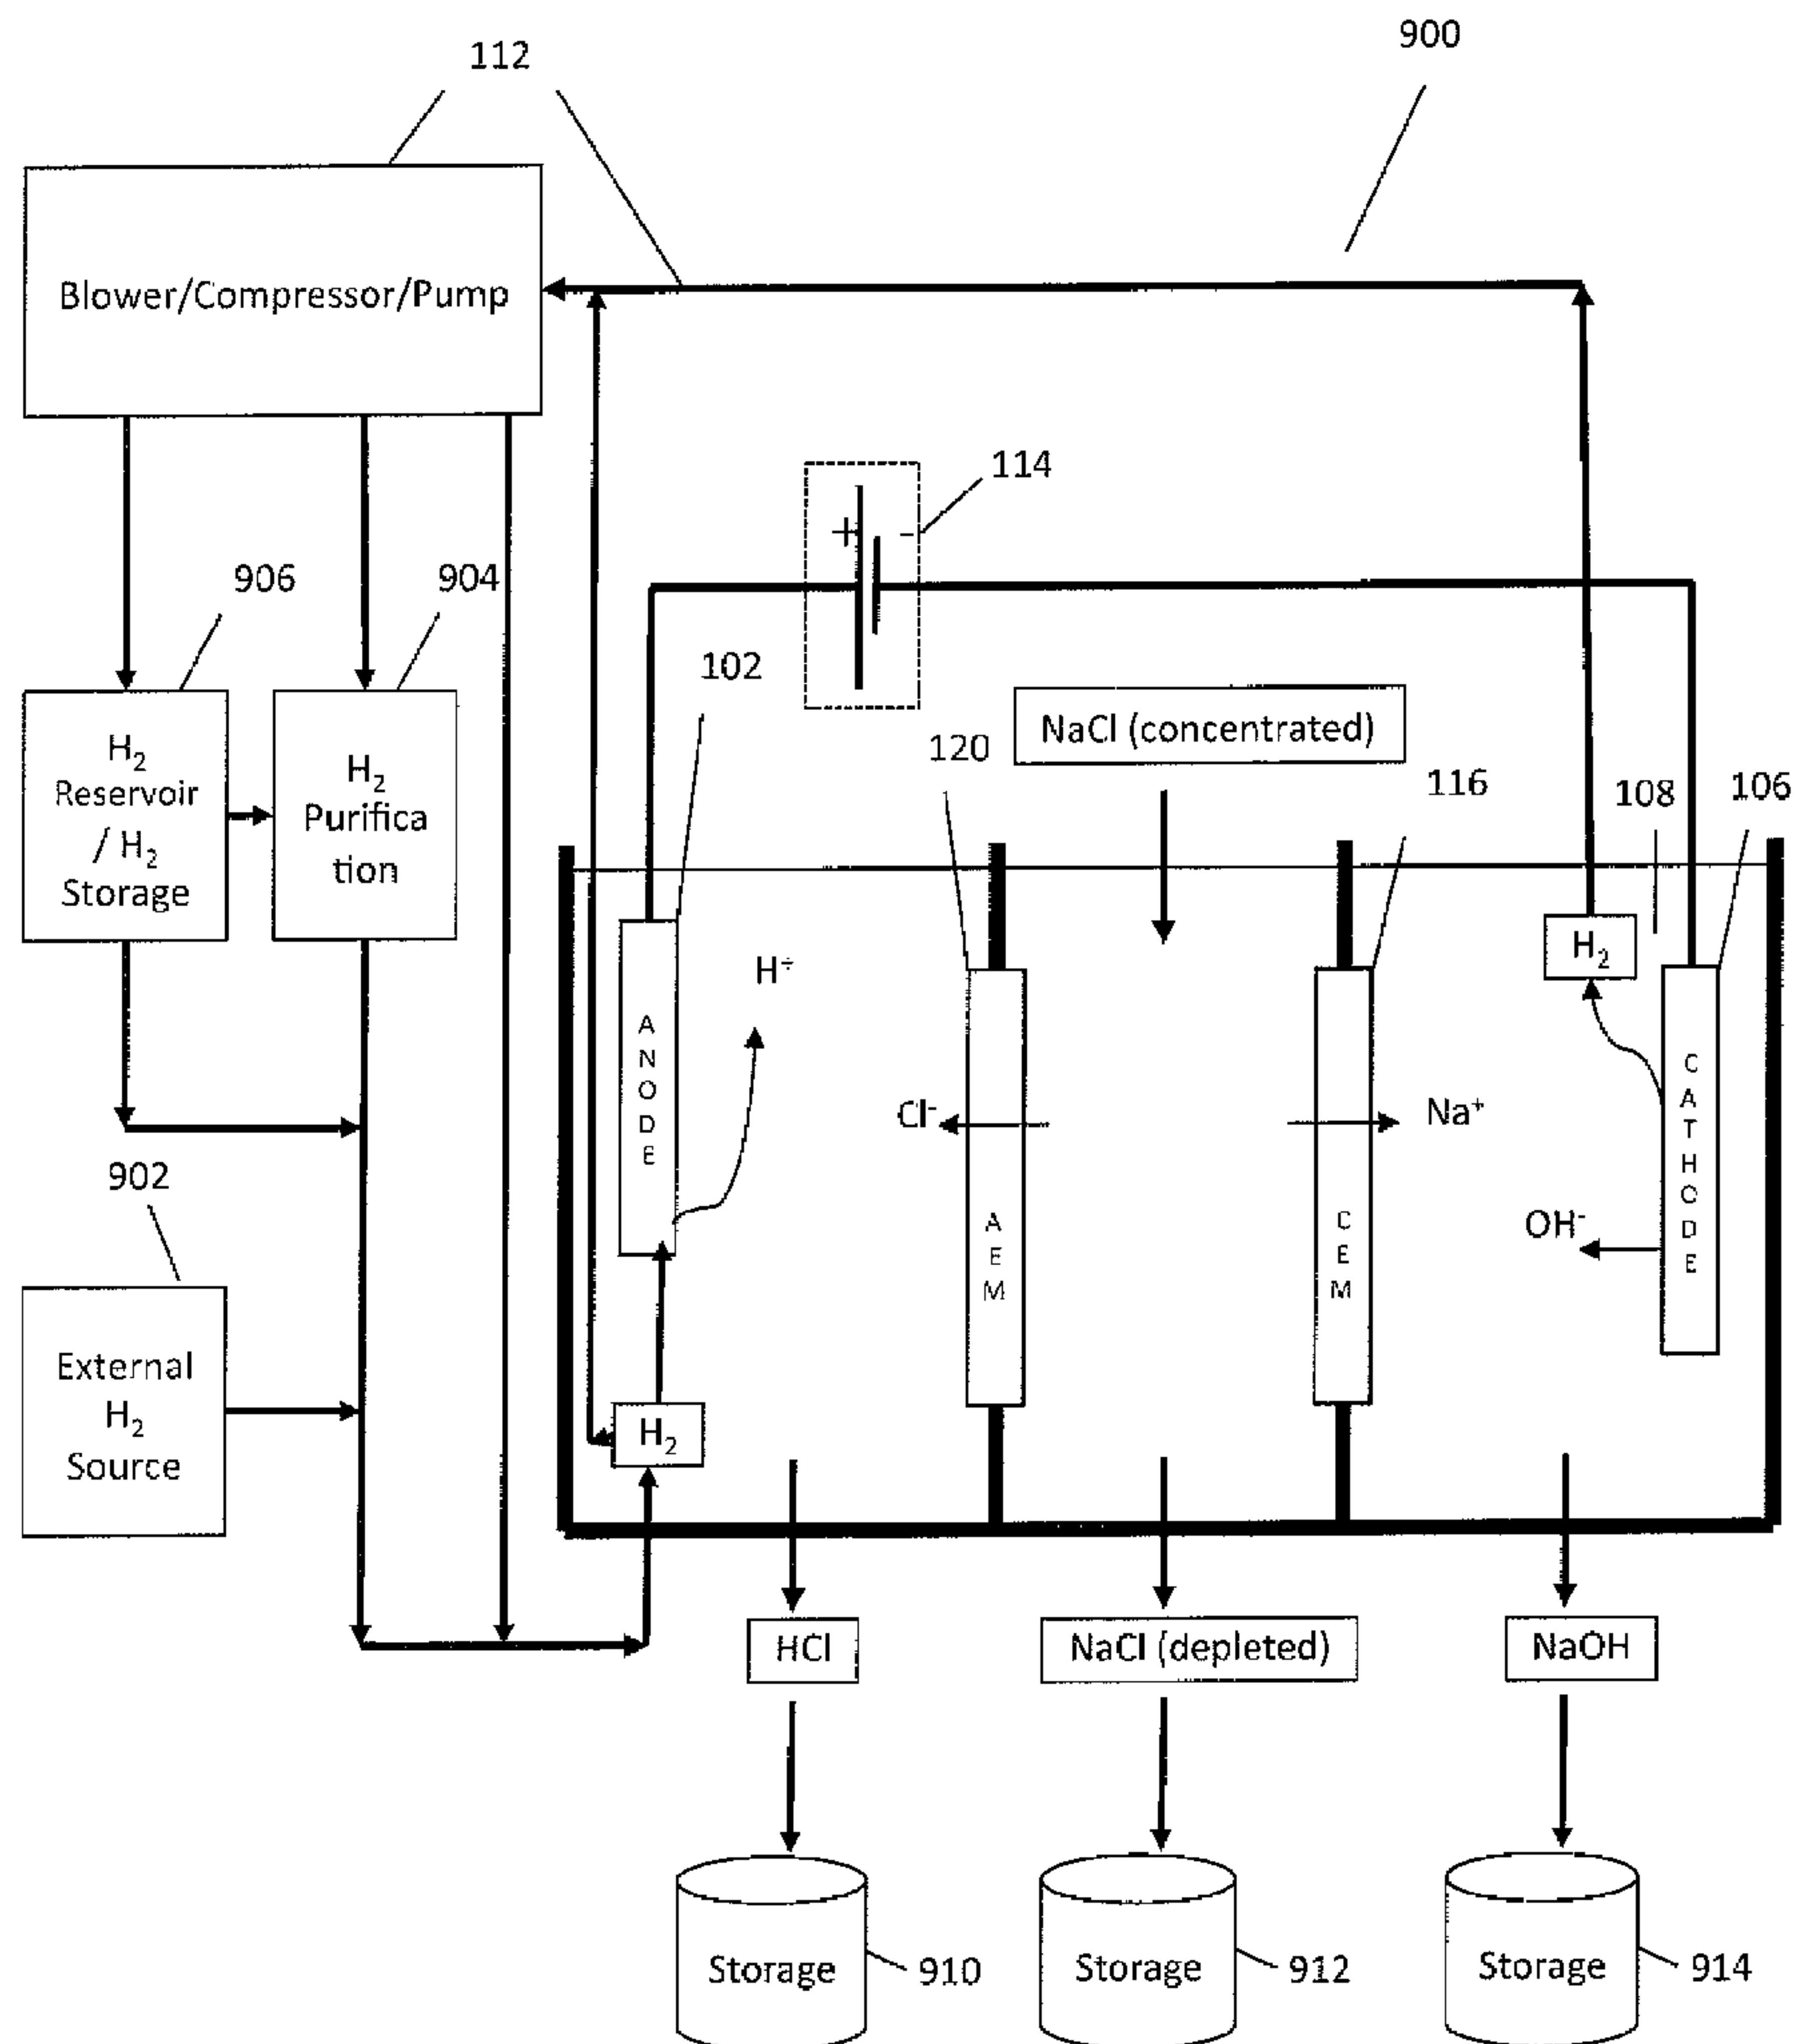 900
112
Blower/Compressor/Pump
114
+
-
906
904
102
NaCl (concentrated)
120
116
108
106
H₂
Reservoir
/ H₂
Storage
H₂
Purifica
tion
H₂
H⁺
A
N
O
D
E
C
A
T
H
O
D
E
Cl⁻
Na⁺
902
OH⁻
A
E
M
C
E
M
External
H₂
Source
H₂
HCl
NaCl (depleted)
NaOH
Storage
910
Storage
912
Storage
914